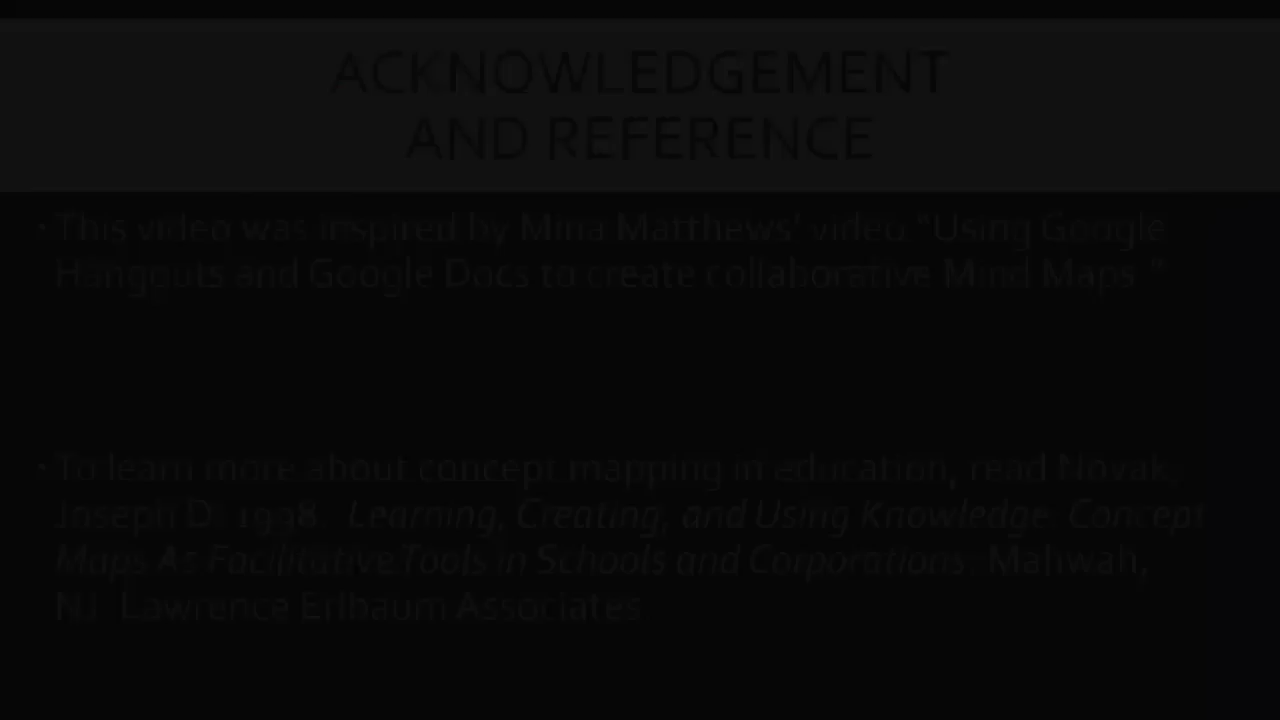 ACKNOWLEDGEMENT
AND REFERENCE
· This video was inspired by Mina Matthews' video "Using Google
Hangouts and Google Docs to create collaborative Mind Maps."
· To learn more about concept mapping in education, read Novak,
Joseph D. 1998. Learning, Creating, and Using Knowledge: Concept
Maps As Facilitative Tools in Schools and Corporations. Mahwah,
NJ: Lawrence Erlbaum Associates